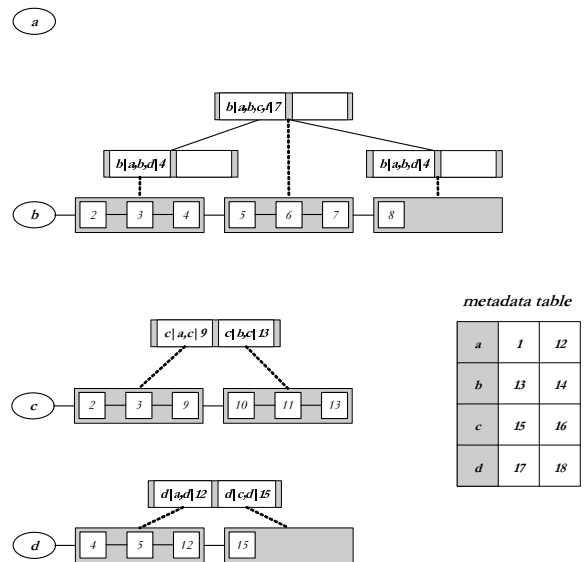 a
b|a,b,c,f|7
b|a,b,d|4 b|a,b,d|4
b 2 3 4 5 6 7 8
metadata table
c|a,c|9 c|b,c|13
a 1 12
b 13 14
c 2 3 9 10 11 13
c 15 16
d 17 18
d|a,d|12 d|c,d|15
d 4 5 12 15